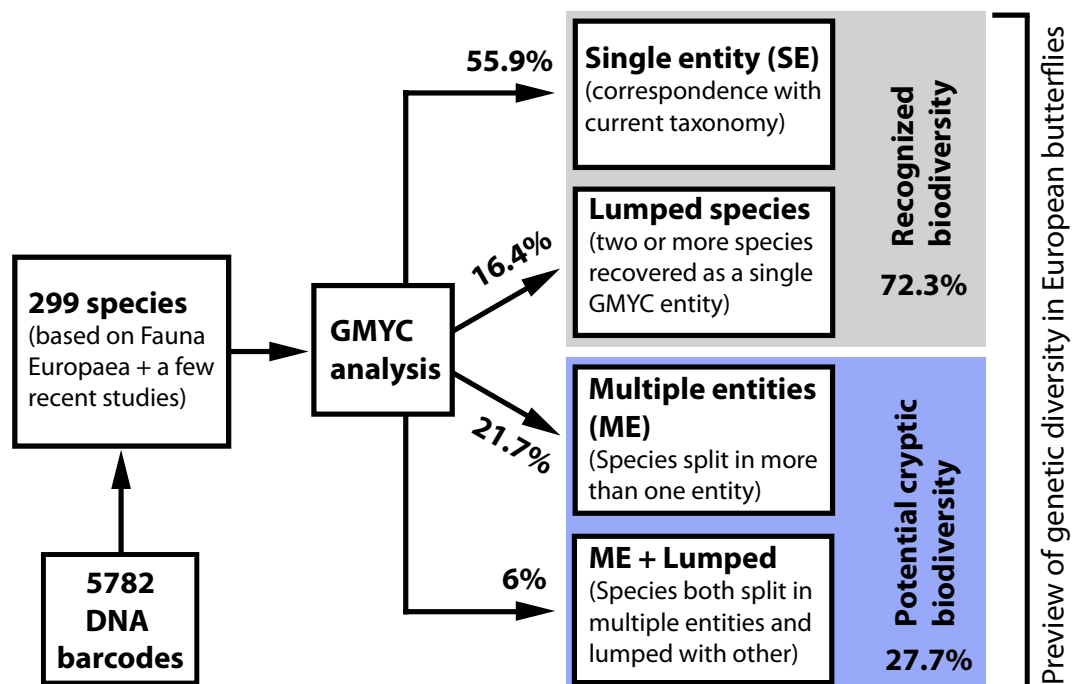 5782
DNA
barcodes
299 species
(based on Fauna
Europaea + a few
recent studies)
GMYC
analysis
55.9%
Single entity (SE)
(correspondence with
current taxonomy)
16.4%
Lumped species
(two or more species
recovered as a single
GMYC entity)
Recognized
biodiversity
72.3%
21.7%
Multiple entities
(ME)
(Species split in more
than one entity)
6%
ME + Lumped
(Species both split in
multiple entities and
lumped with other)
Potential cryptic
biodiversity
27.7%
Preview of genetic diversity in European butterflies